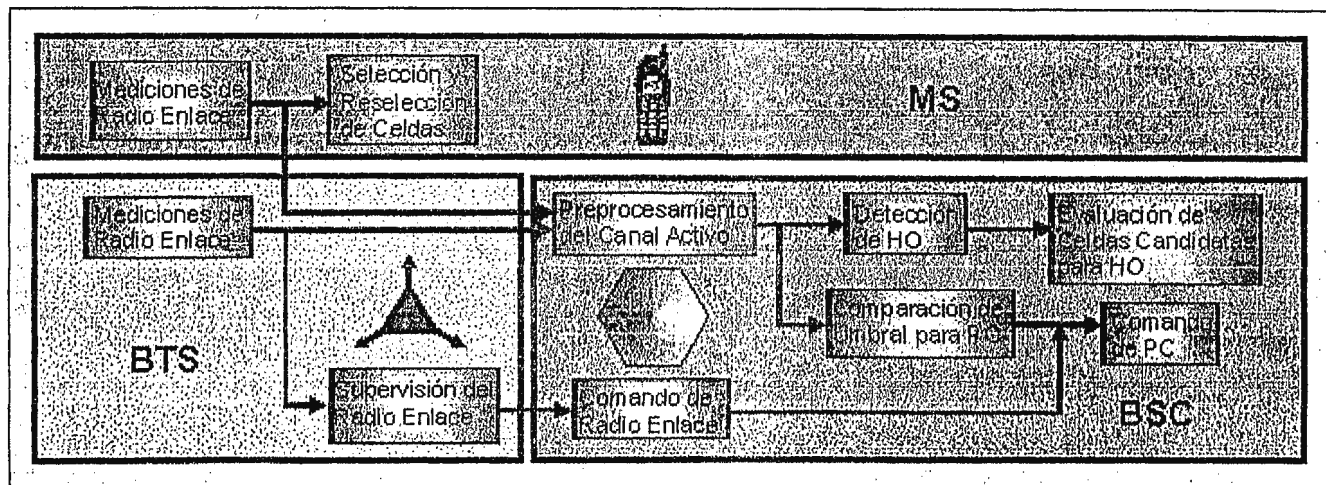 Mediciones de
Radio Enlace
Selección y
Reselección
de Celdas
MS
Mediciones de
Radio Enlace
BTS
Supervisión del
Radio Enlace
Preprocesamiento
del Canal Activo
Detección
de HO
Evaluación de
Celdas Candidatas
para HO
Comparación de
Umbral para PC
Comando
de PC
Comando de
Radio Enlace
BSC